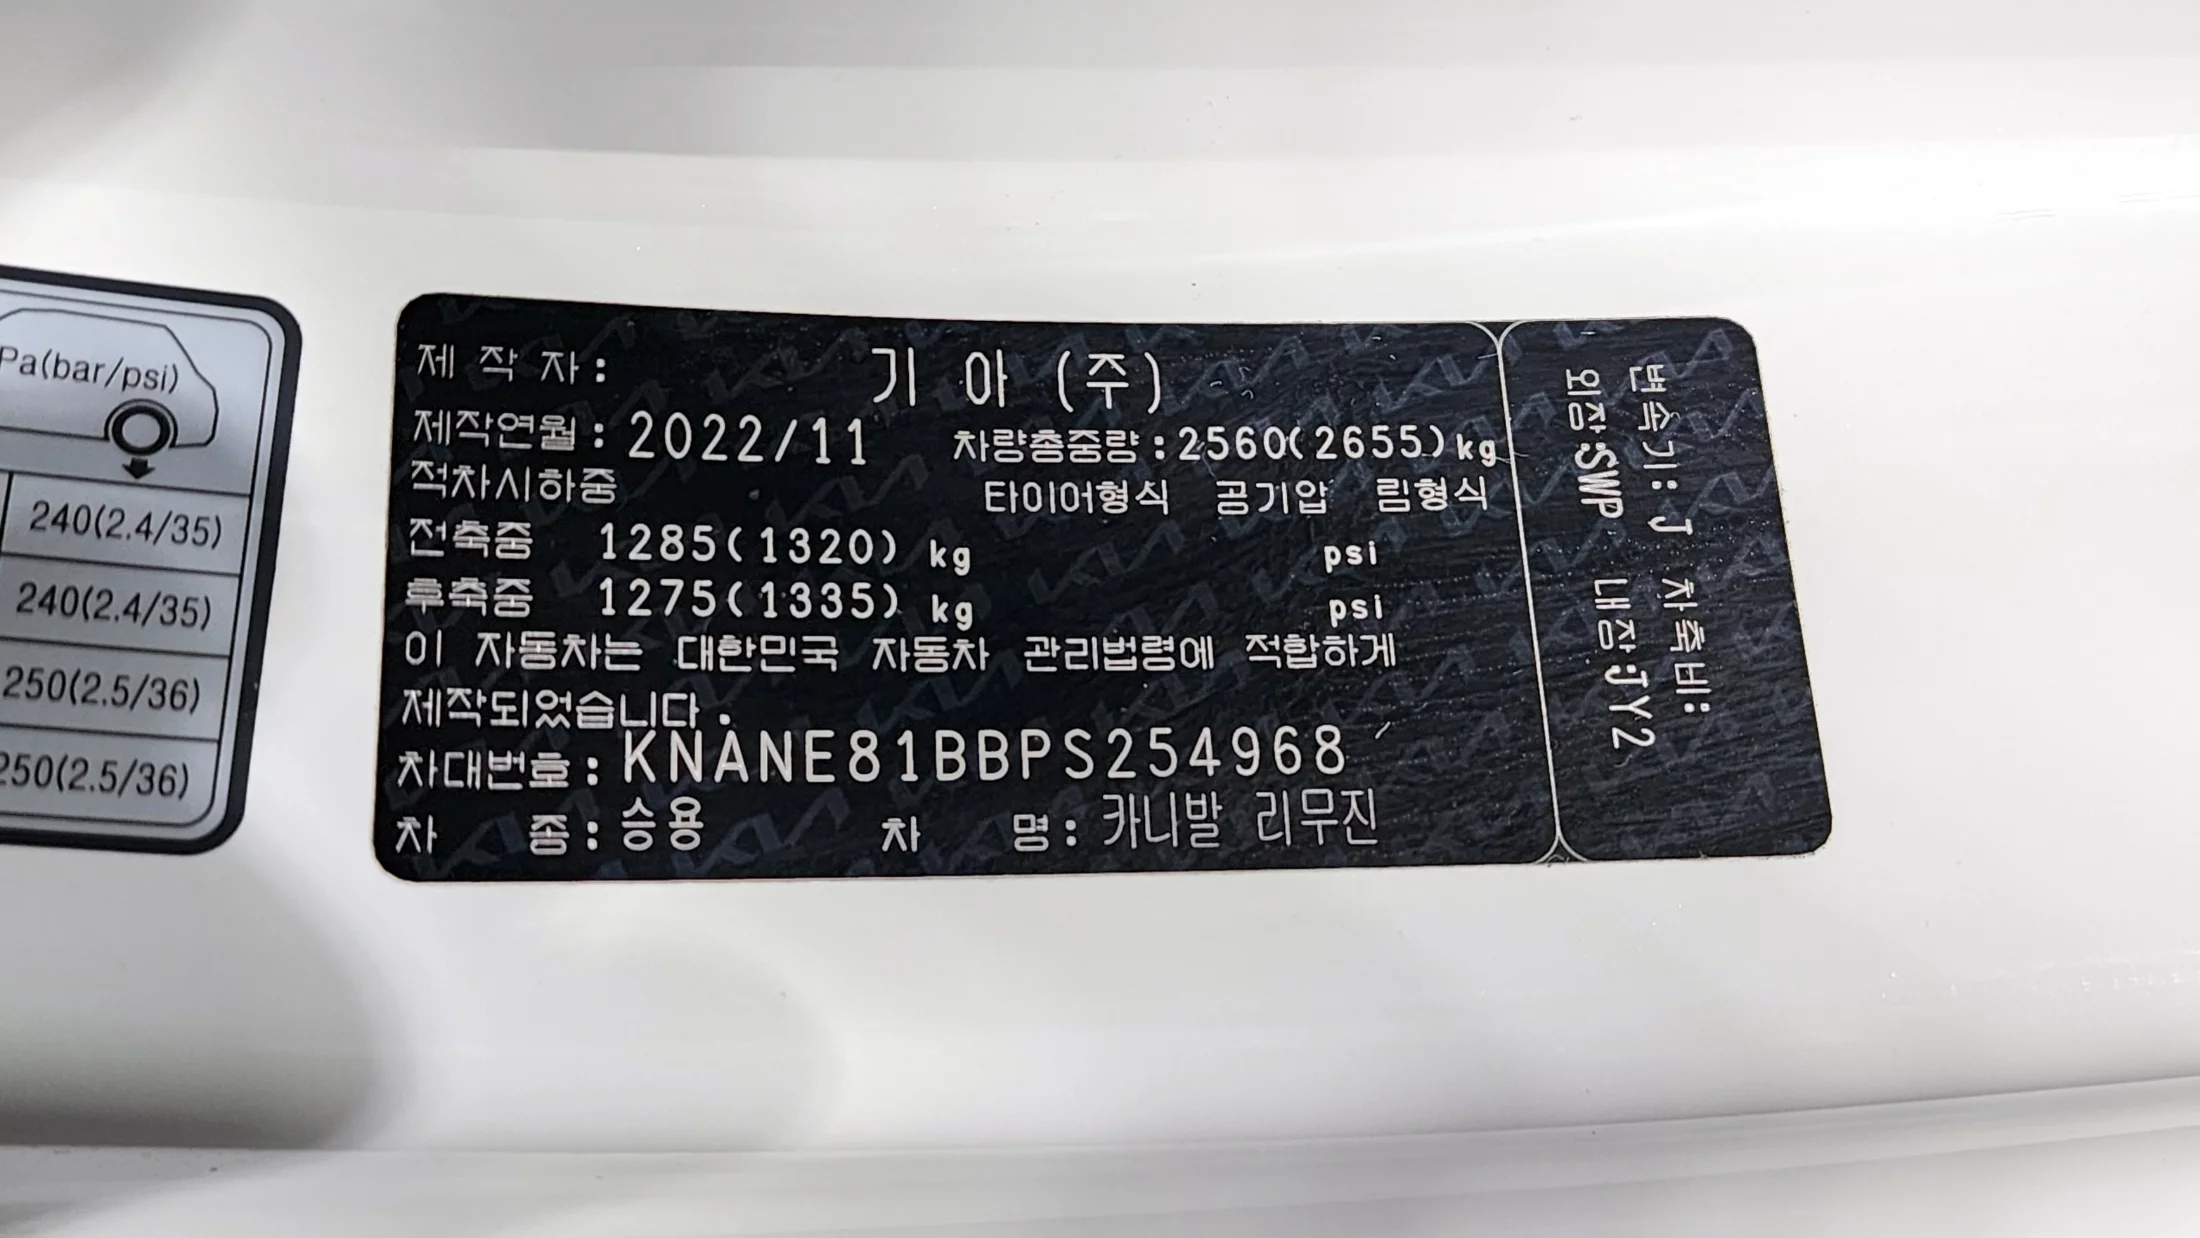 Pa(bar/psi)
240(2.4/35)
240(2.4/35)
250(2.5/36)
250(2.5/36)
제 작 자 : 기 아 (주)
제작연월 : 2022/11 차량총중량 : 2560(2655)kg
적차시하중 타이어형식 공기압 림형식
전축중 1285(1320) kg psi
후축중 1275(1335) kg psi
이 자동차는 대한민국 자동차 관리법령에 적합하게
제작되었습니다.
차대번호 : KNANE81BBPS254968
차 종 : 승용 차 명 : 카니발 리무진
변속기: J 차축비:
외장:SWP 내장:JY2